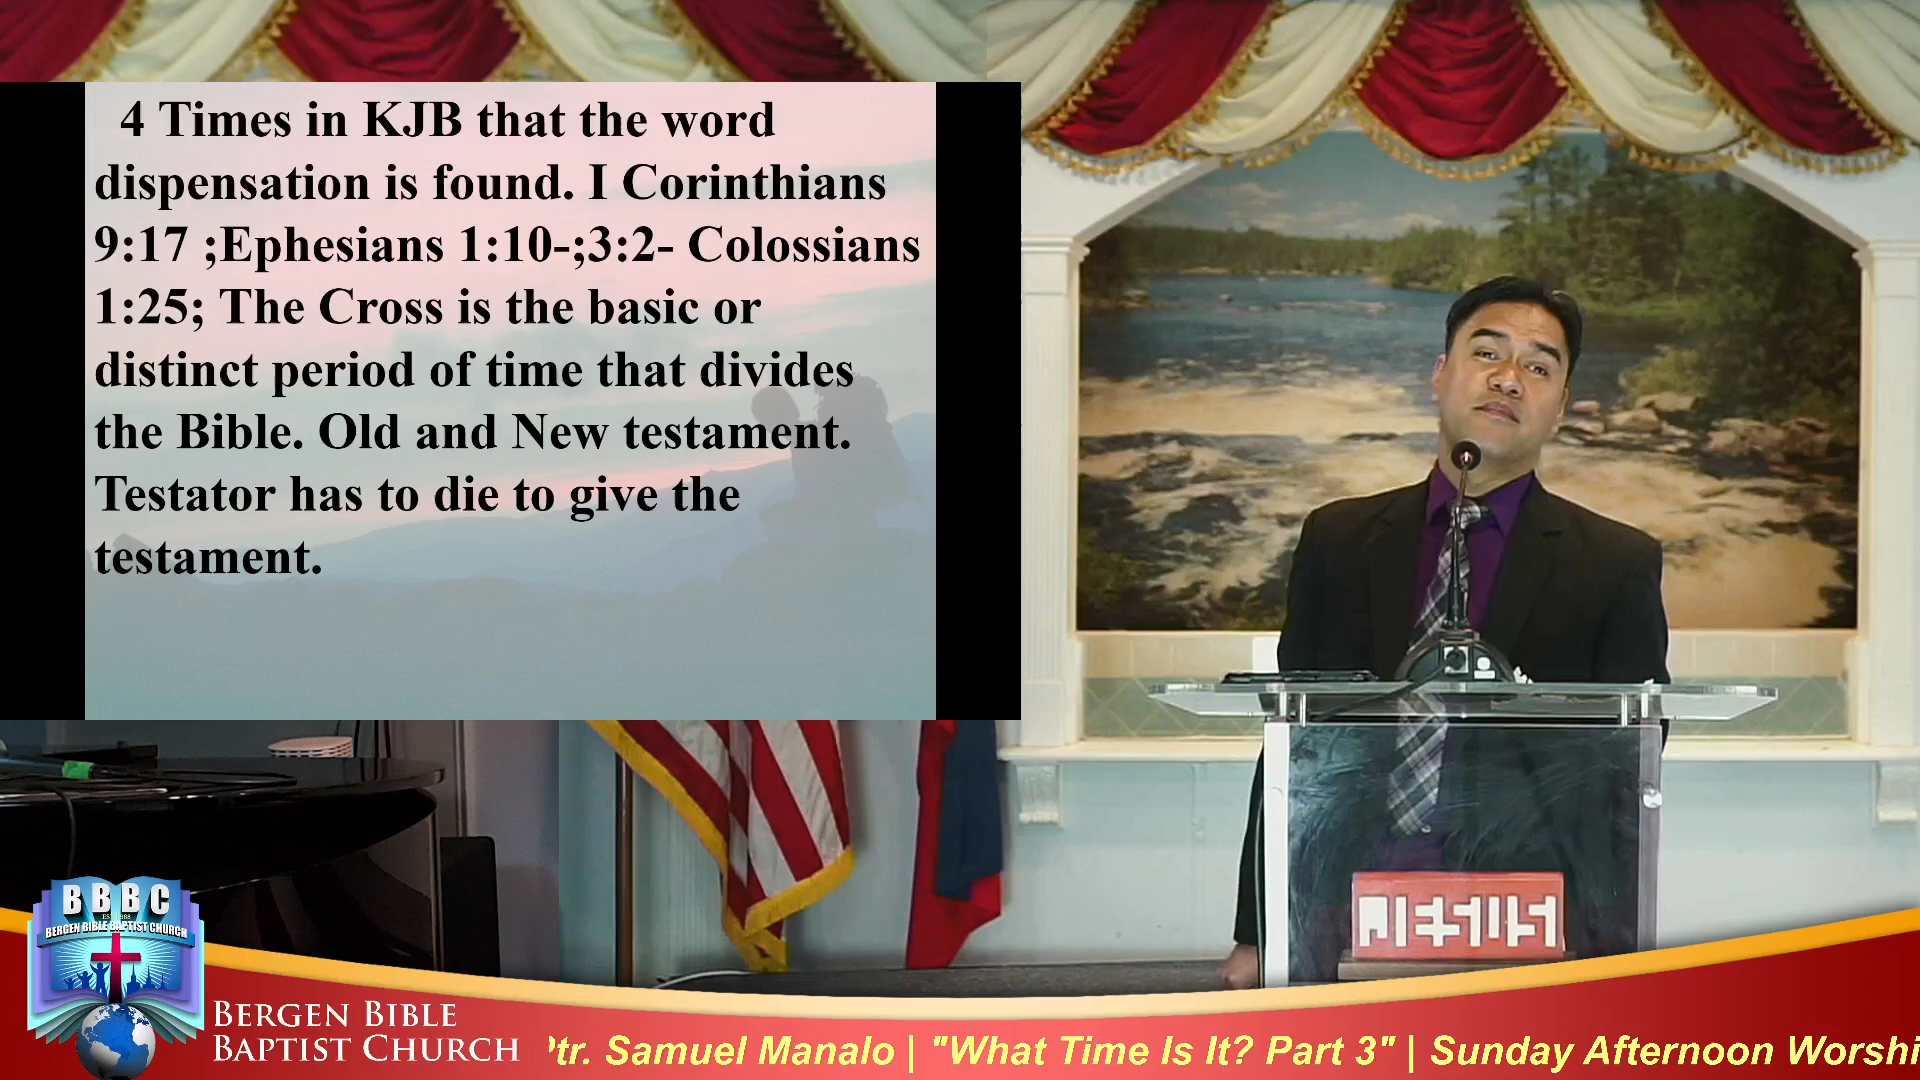 4 Times in KJB that the word
dispensation is found. I Corinthians
9:17 ;Ephesians 1:10-;3:2- Colossians
1:25; The Cross is the basic or
distinct period of time that divides
the Bible. Old and New testament.
Testator has to die to give the
testament.
BBBC
BERGEN BIBLE BAPTIST CHURCH
BERGEN BIBLE
BAPTIST CHURCH
tr. Samuel Manalo | "What Time Is It? Part 3" | Sunday Afternoon Worshi